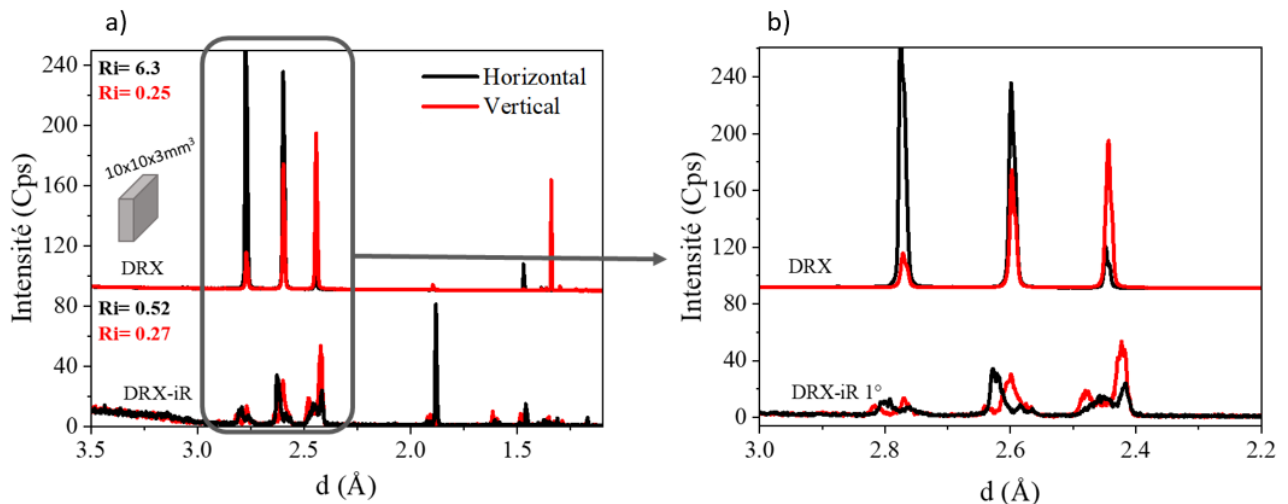 a)
Intensité (Cps)
240
200
160
120
80
40
0
Ri= 6.3
Ri= 0.25
10x10x3mm³
DRX
Horizontal
Vertical
Ri= 0.52
Ri= 0.27
DRX-iR
3.5
3.0
2.5
2.0
1.5
d (Å)
b)
Intensité (Cps)
240
200
160
120
80
40
0
DRX
DRX-iR 1°
3.0
2.8
2.6
2.4
2.2
d (Å)